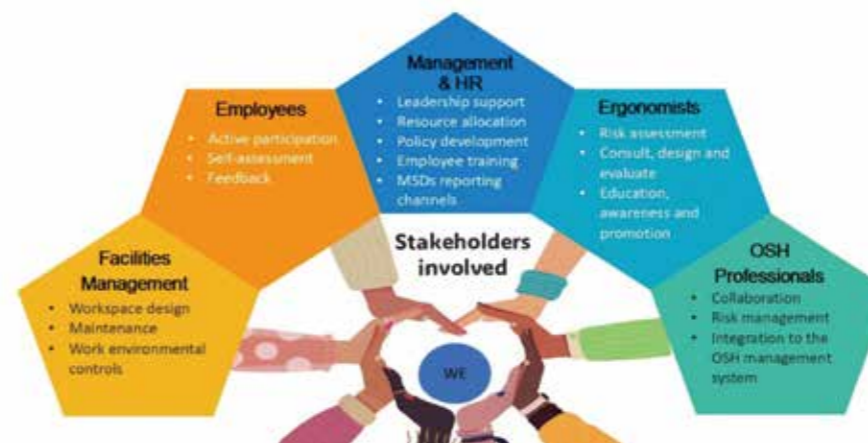 Management
& HR
• Leadership support
• Resource allocation
• Policy development
• Employee training
• MSDs reporting
channels
Employees
• Active participation
• Self-assessment
• Feedback
Ergonomists
• Risk assessment
• Consult, design and
evaluate
• Education,
awareness and
promotion
Facilities
Management
• Workspace design
• Maintenance
• Work environmental
controls
Stakeholders
involved
OSH
Professionals
• Collaboration
• Risk management
• Integration to the
OSH management
system
WE